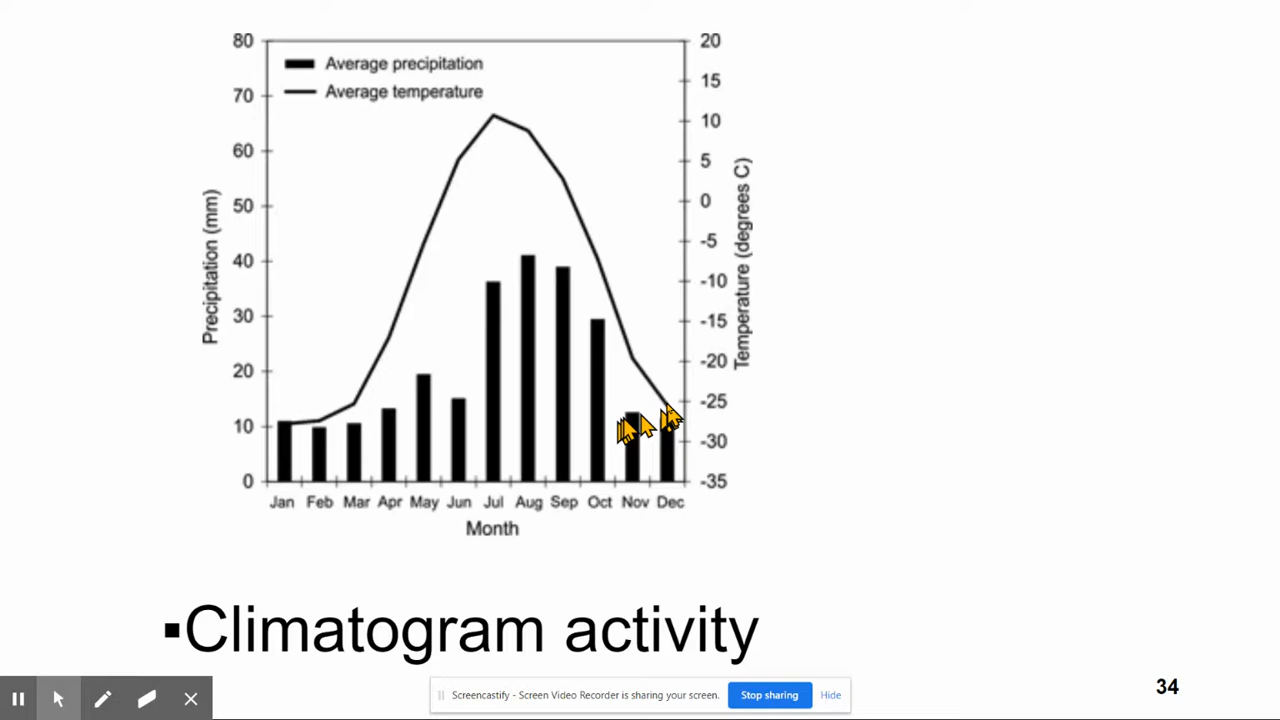 80
70
60
50
40
30
20
10
0
Precipitation (mm)
Average precipitation
Average temperature
20
15
10
5
0
-5
-10
-15
-20
-25
-30
-35
Temperature (degrees C)
Jan Feb Mar Apr May Jun Jul Aug Sep Oct Nov Dec
Month
▪Climatogram activity
Screencastify - Screen Video Recorder is sharing your screen. Stop sharing Hide
34